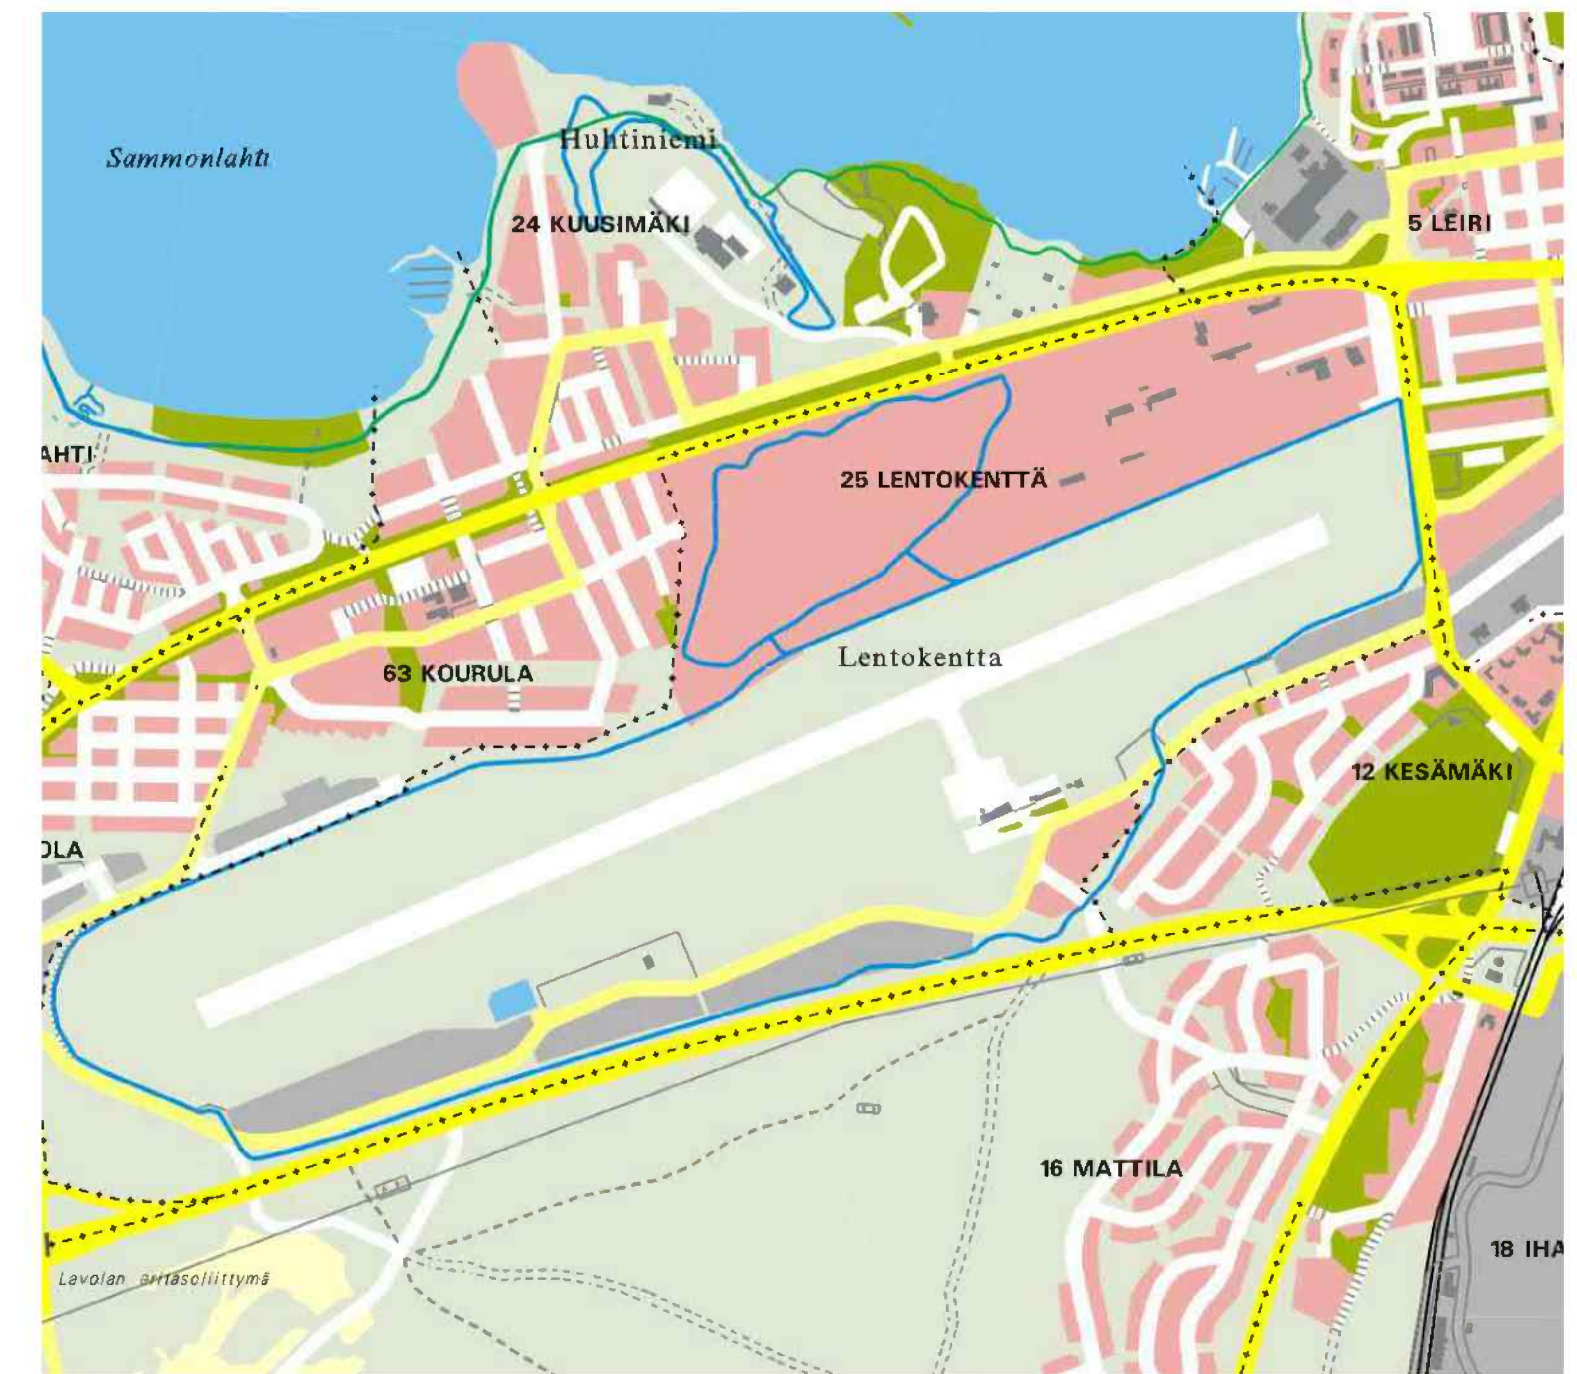 Huhtiniemi
Sammonlahti
24 KUUSIMÄKI
5 LEIRI
AHTI
25 LENTOKENTTÄ
Lentokentta
63 KOURULA
12 KESÄMÄKI
OLA
16 MATTILA
18 IHA
Lavolan eritasoliittymä